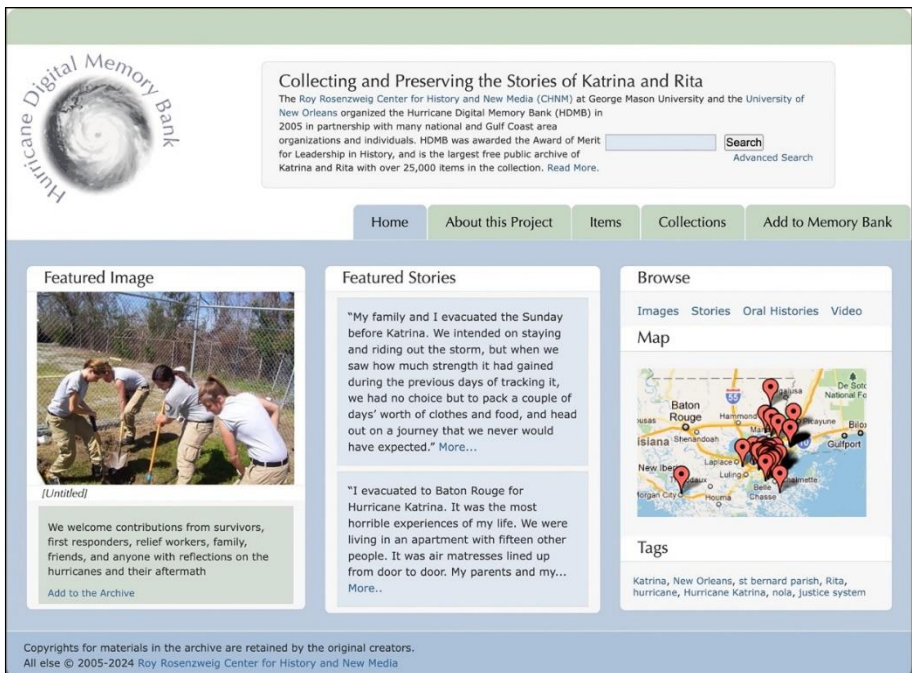 Hurricane Digital Memory Bank
Collecting and Preserving the Stories of Katrina and Rita
The Roy Rosenzweig Center for History and New Media (CHNM) at George Mason University and the University of
New Orleans organized the Hurricane Digital Memory Bank (HDMB) in
2005 in partnership with many national and Gulf Coast area
organizations and individuals. HDMB was awarded the Award of Merit
for Leadership in History, and is the largest free public archive of
Katrina and Rita with over 25,000 items in the collection. Read More.
Search
Advanced Search
Home
About this Project
Items
Collections
Add to Memory Bank
Featured Image
[Untitled]
We welcome contributions from survivors,
first responders, relief workers, family,
friends, and anyone with reflections on the
hurricanes and their aftermath
Add to the Archive
Featured Stories
“My family and I evacuated the Sunday
before Katrina. We intended on staying
and riding out the storm, but when we
saw how much strength it had gained
during the previous days of tracking it,
we had no choice but to pack a couple of
days’ worth of clothes and food, and head
out on a journey that we never would
have expected.” More...
“I evacuated to Baton Rouge for
Hurricane Katrina. It was the most
horrible experiences of my life. We were
living in an apartment with fifteen other
people. It was air matresses lined up
from door to door. My parents and my...
More..
Browse
Images Stories Oral Histories Video
Map
55
De Soto
National Fo
Baton
Rouge
Hammond
Picayune
Bilo
isiana
Shenandoah
10
Gulfport
Laplace
New Iber
Luling
Belle
Chasse
Morgan City
Houma
Tags
Katrina, New Orleans, st bernard parish, Rita,
hurricane, Hurricane Katrina, nola, justice system
Copyrights for materials in the archive are retained by the original creators.
All else © 2005-2024 Roy Rosenzweig Center for History and New Media